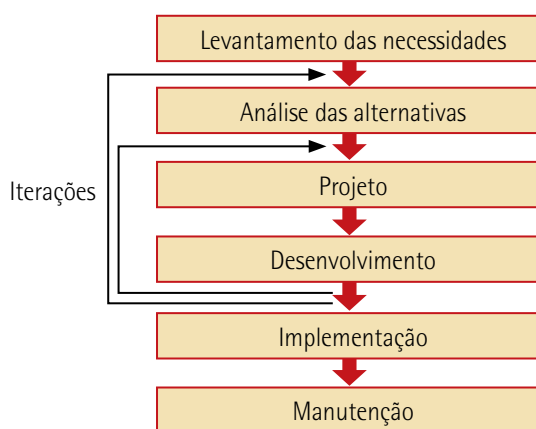 Levantamento das necessidades
Análise das alternativas
Iterações
Projeto
Desenvolvimento
Implementação
Manutenção